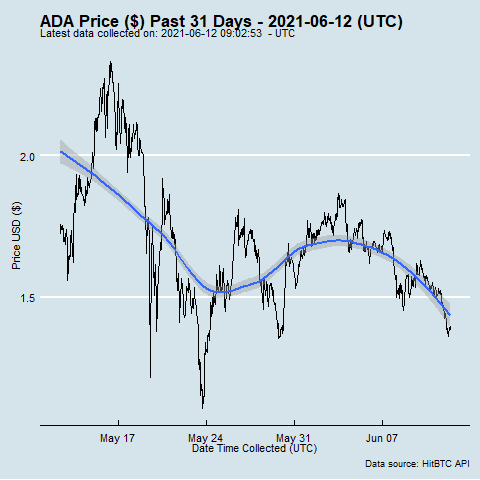 ADA Price ($) Past 31 Days - 2021-06-12 (UTC)
Latest data collected on: 2021-06-12 09:02:53 - UTC
Price USD ($)
2.0
1.5
May 17
May 24
May 31
Jun 07
Date Time Collected (UTC)
Data source: HitBTC API